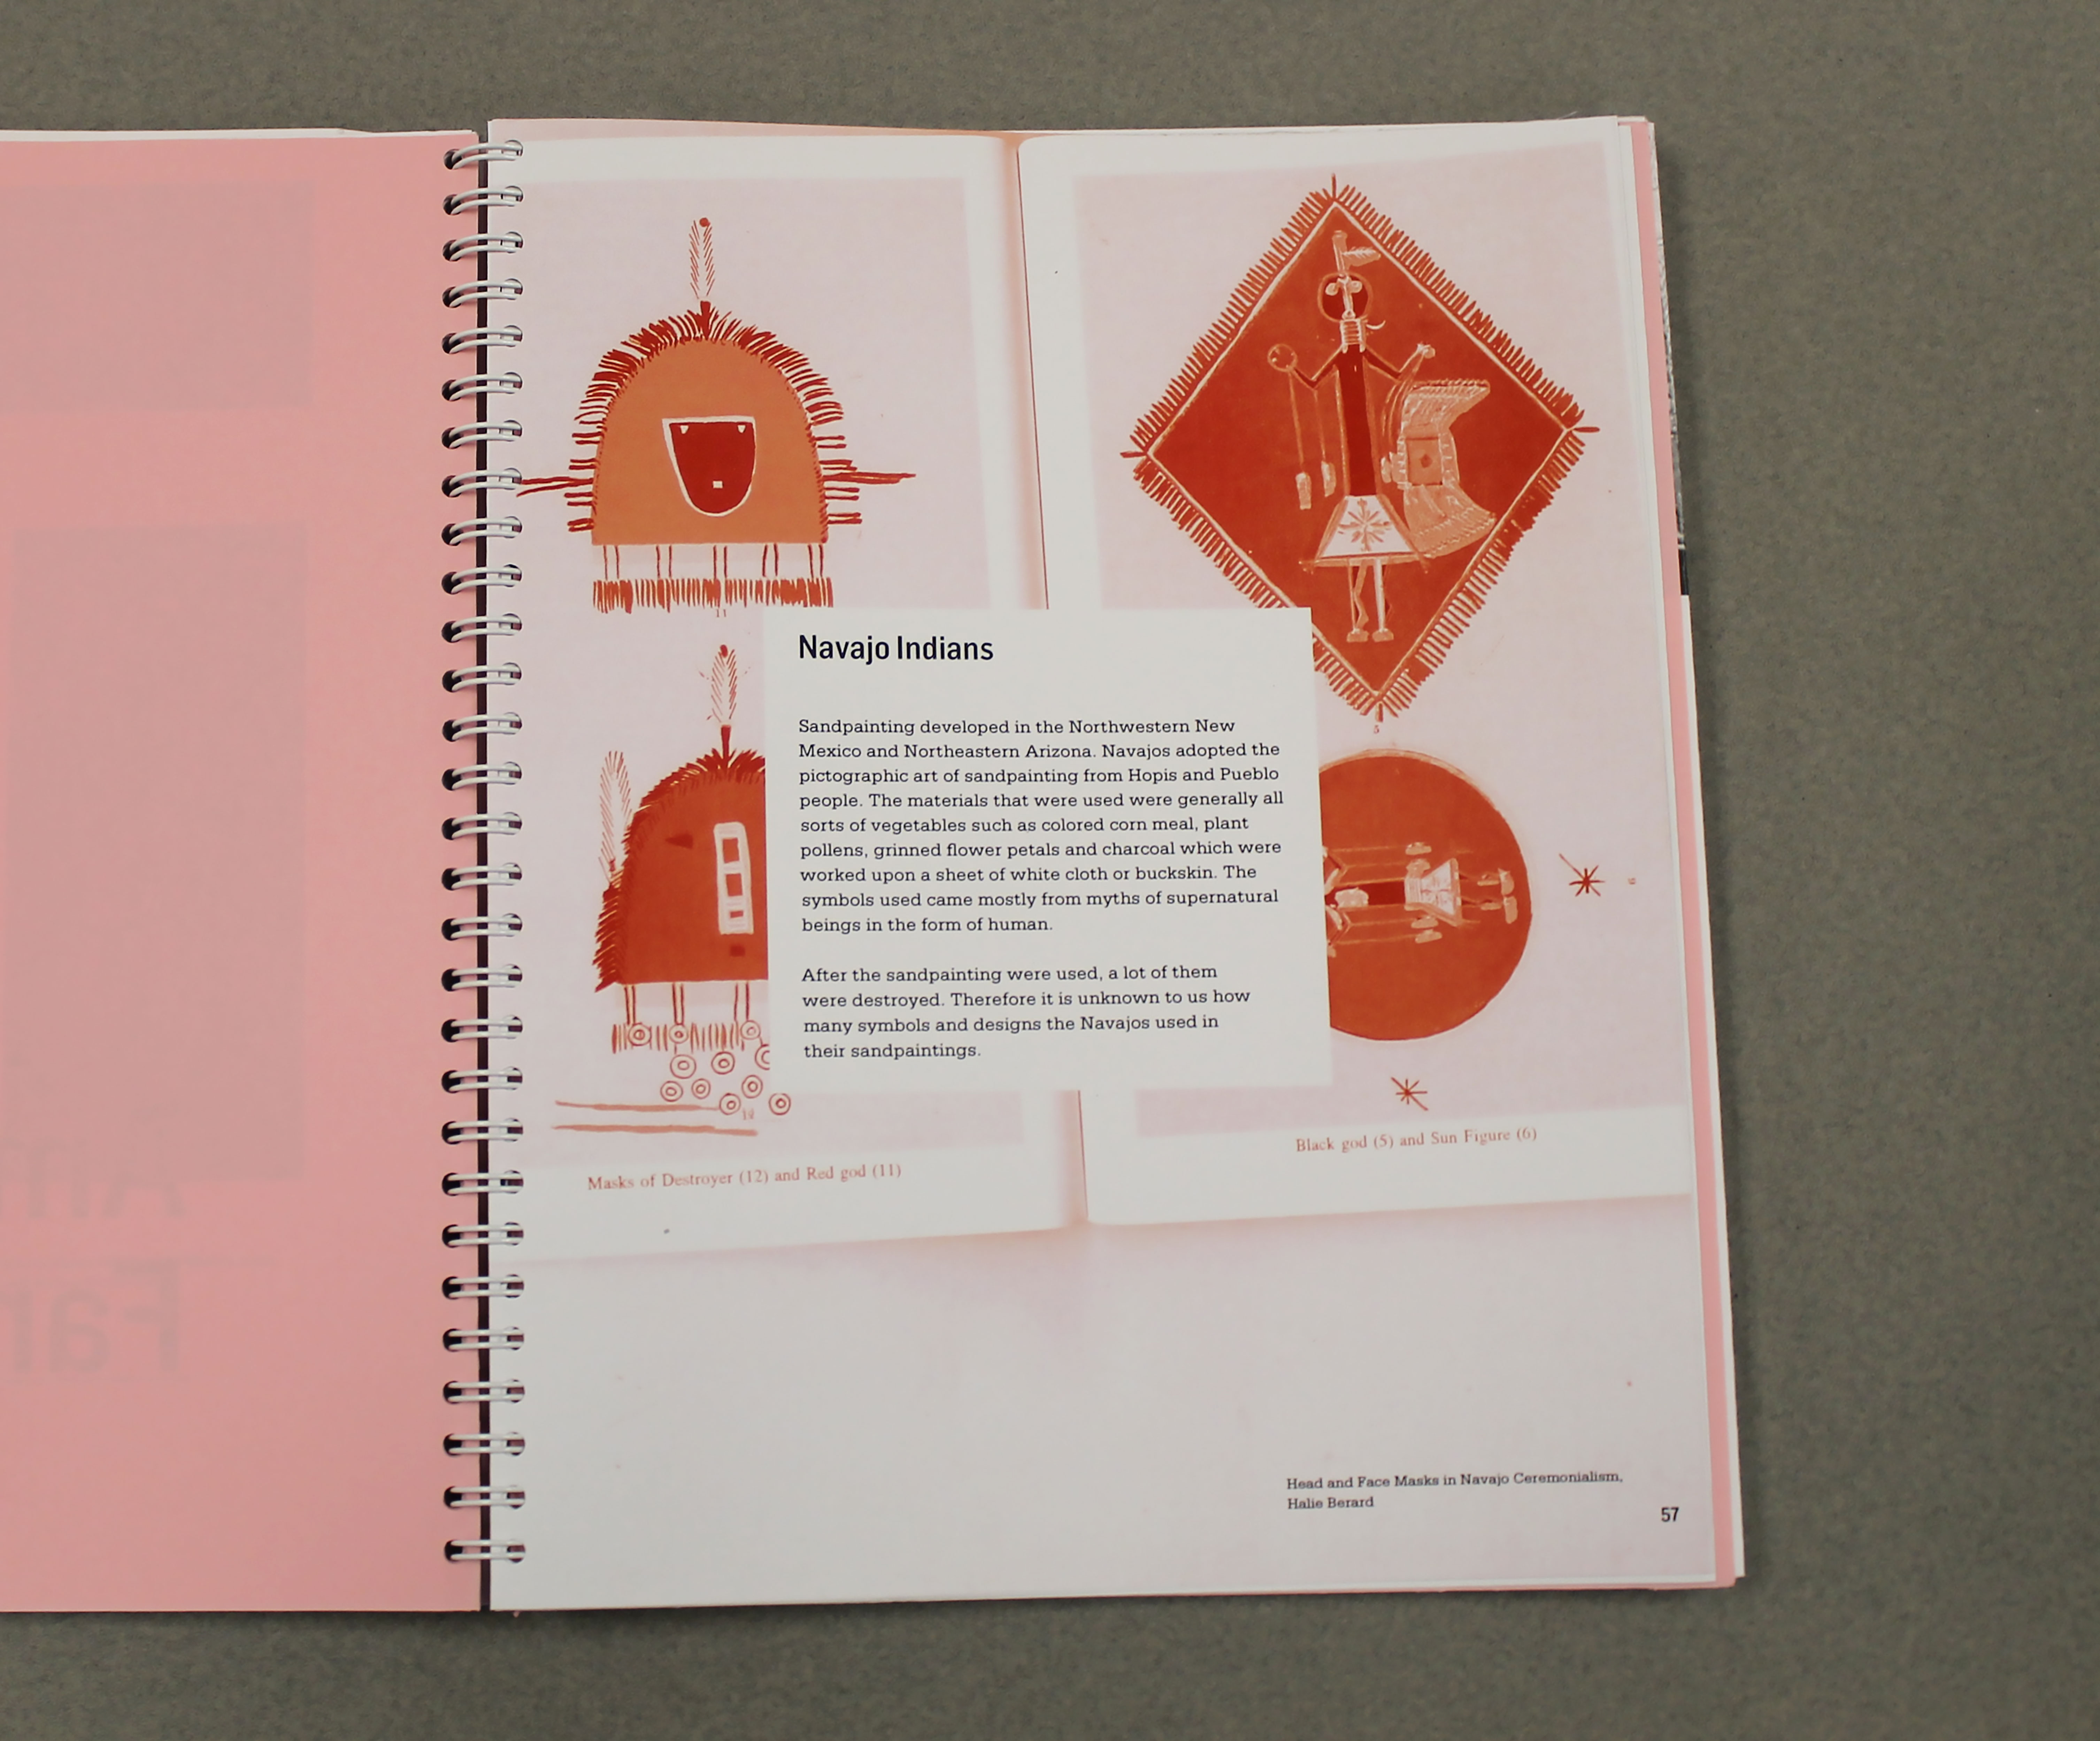 11
Navajo Indians
Sandpainting developed in the Northwestern New
Mexico and Northeastern Arizona. Navajos adopted the
pictographic art of sandpainting from Hopis and Pueblo
people. The materials that were used were generally all
sorts of vegetables such as colored corn meal, plant
pollens, grinned flower petals and charcoal which were
worked upon a sheet of white cloth or buckskin. The
symbols used came mostly from myths of supernatural
beings in the form of human.
After the sandpainting were used, a lot of them
were destroyed. Therefore it is unknown to us how
many symbols and designs the Navajos used in
their sandpaintings.
5
6
12
Masks of Destroyer (12) and Red god (11)
Black god (5) and Sun Figure (6)
Head and Face Masks in Navajo Ceremonialism,
Halie Berard
57